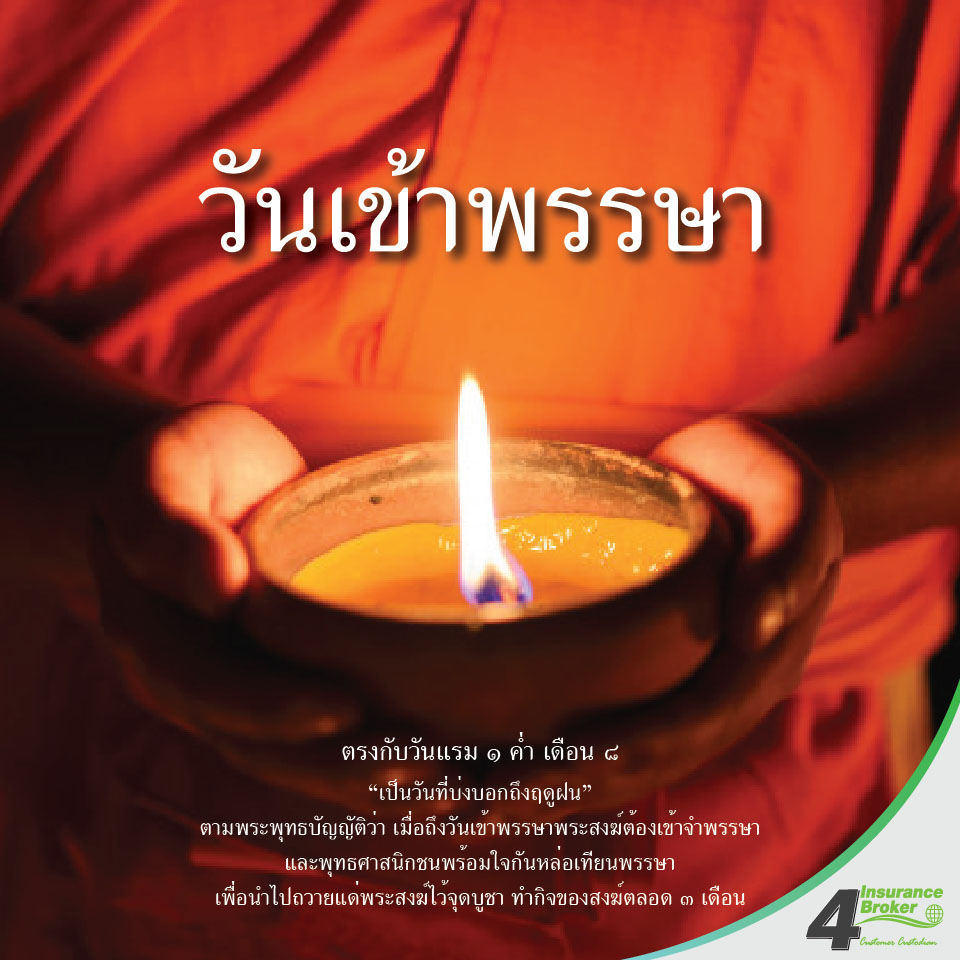 วันเข้าพรรษา
ตรงกับวันแรม ๑ ค่ำ เดือน ๘
“เป็นวันที่บ่งบอกถึงฤดูฝน”
ตามพระพุทธบัญญัติว่า เมื่อถึงวันเข้าพรรษาพระสงฆ์ต้องเข้าจำพรรษา
และพุทธศาสนิกชนพร้อมใจกันหล่อเทียนพรรษา
เพื่อนำไปถวายแด่พระสงฆ์ไว้จุดบูชา ทำกิจของสงฆ์ตลอด ๓ เดือน
4 Insurance
Broker
Customer Custodian